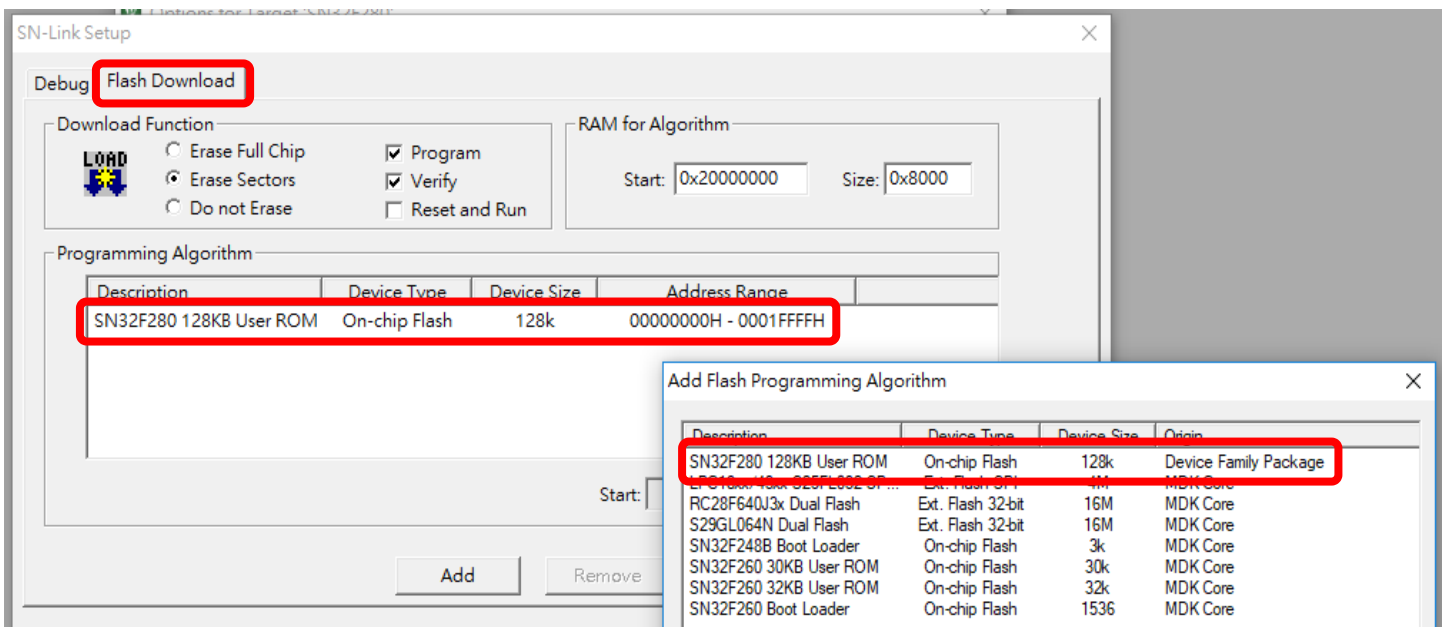 Options for Target 'SN32F280'
SN-Link Setup
Debug Flash Download
Download Function
LOAD
Erase Full Chip
Erase Sectors
Do not Erase
Program
Verify
Reset and Run
RAM for Algorithm
Start: 0x20000000 Size: 0x8000
Programming Algorithm
Description Device Type Device Size Address Range
SN32F280 128KB User ROM On-chip Flash 128k 00000000H - 0001FFFFH
Start:
Add Remove
Add Flash Programming Algorithm
Description Device Type Device Size Origin
SN32F280 128KB User ROM On-chip Flash 128k Device Family Package
Ext. Flash SPI 4M MDK Core
RC28F640J3x Dual Flash Ext. Flash 32-bit 16M MDK Core
S29GL064N Dual Flash Ext. Flash 32-bit 16M MDK Core
SN32F248B Boot Loader On-chip Flash 3k MDK Core
SN32F260 30KB User ROM On-chip Flash 30k MDK Core
SN32F260 32KB User ROM On-chip Flash 32k MDK Core
SN32F260 Boot Loader On-chip Flash 1536 MDK Core